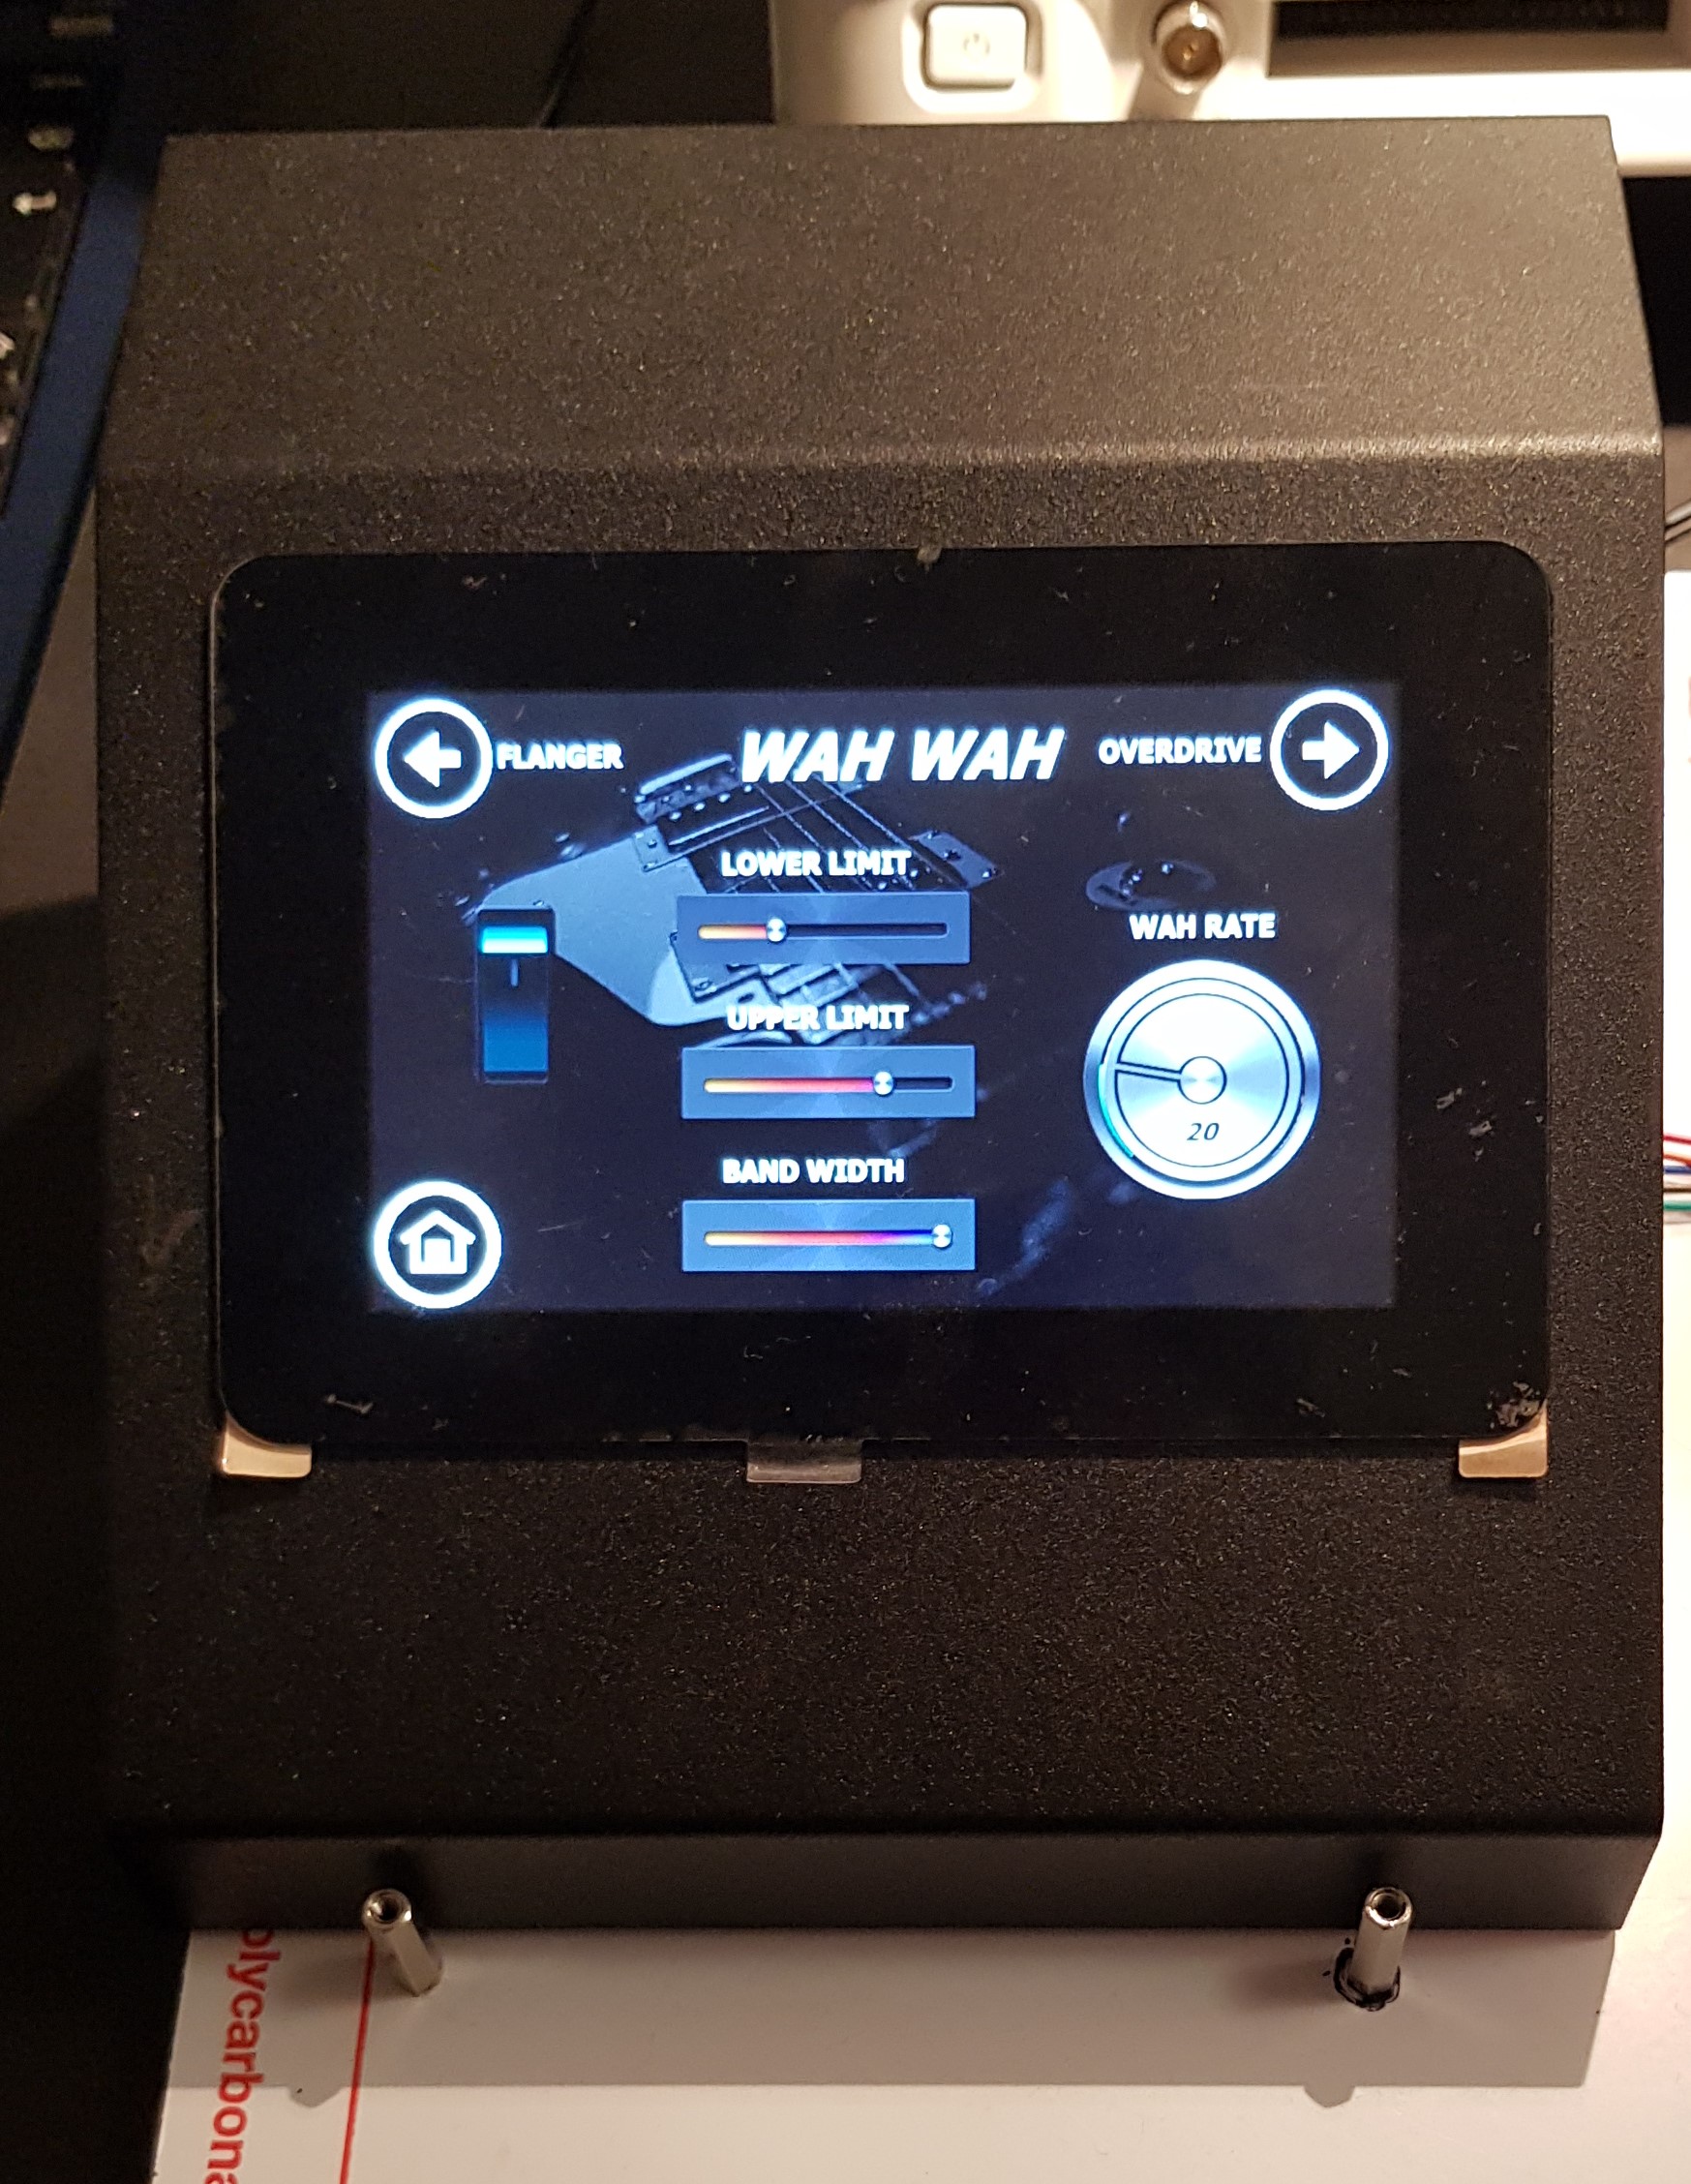 FLANGER
WAH WAH
OVERDRIVE
LOWER LIMIT
UPPER LIMIT
BAND WIDTH
WAH RATE
20
olycarbona